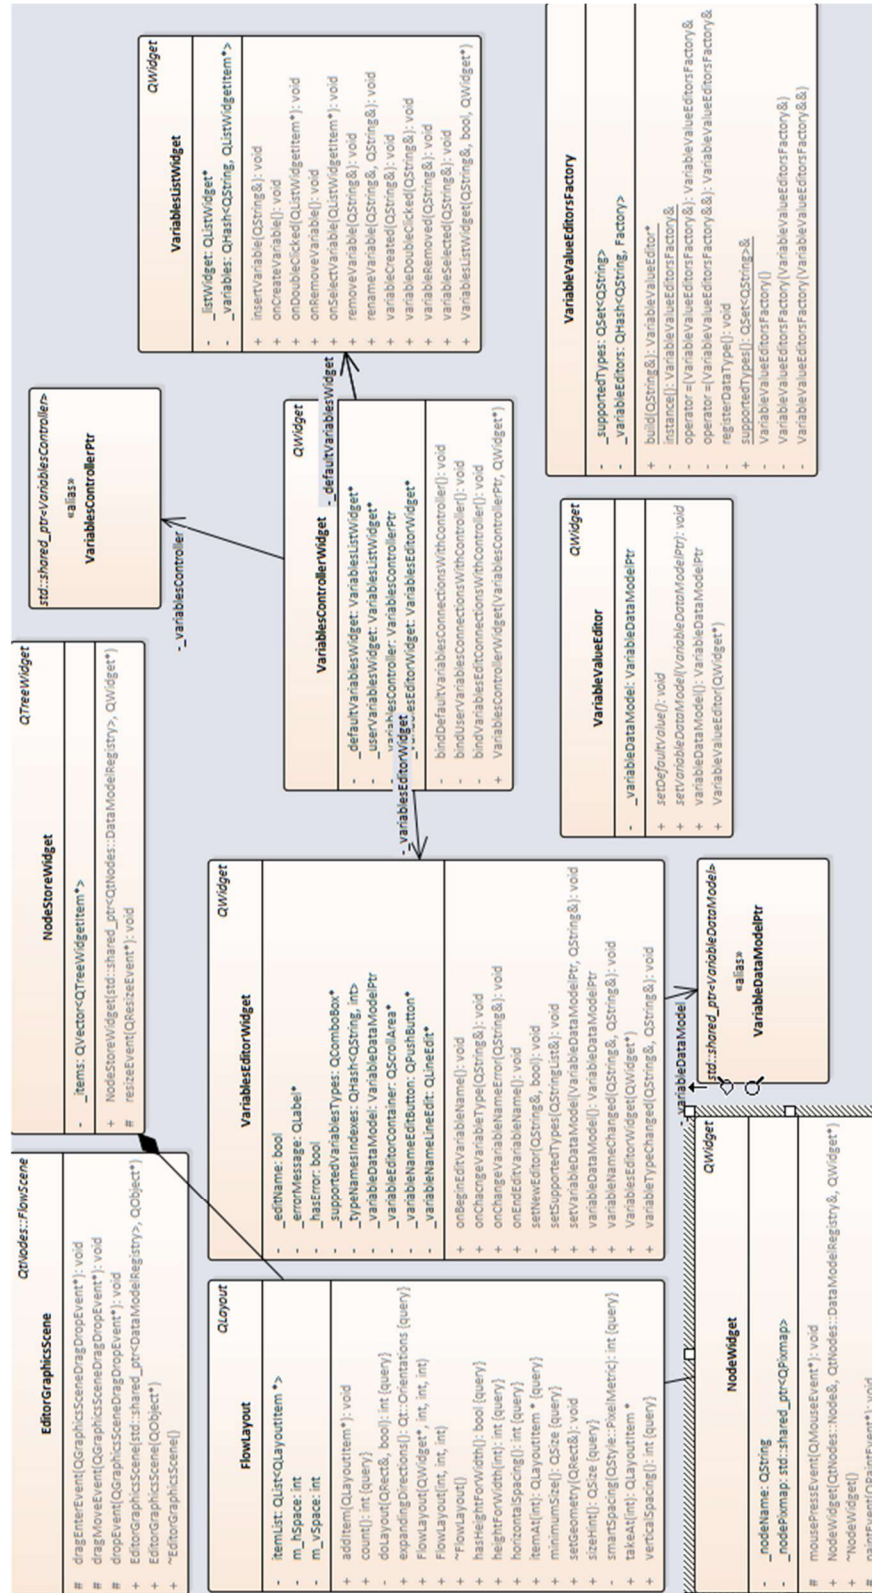 QtNodes::FlowScene
EditorGraphicsScene
# dragEnterEvent(QGraphicsSceneDragDropEvent*): void
# dragMoveEvent(QGraphicsSceneDragDropEvent*): void
# dropEvent(QGraphicsSceneDragDropEvent*): void
+ EditorGraphicsScene(std::shared_ptr<DataModelRegistry>, QObject*)
+ EditorGraphicsScene(QObject*)
+ ~EditorGraphicsScene()
QTreeWidget
NodeStoreWidget
- _items: QVector<QTreeWidgetItem*>
+ NodeStoreWidget(std::shared_ptr<QtNodes::DataModelRegistry>, QWidget*)
# resizeEvent(QResizeEvent*): void
std::shared_ptr<VariablesController>
«alias»
VariablesControllerPtr
-_variablesController
QWidget
VariablesListWidget
- _listWidget: QListWidget*
- _variables: QHash<QString, QListWidgetItem*>
+ insertVariable(QString&): void
+ onCreateVariable(): void
+ onDoubleClicked(QListWidgetItem*): void
+ onRemoveVariable(): void
+ onSelectVariable(QListWidgetItem*): void
+ removeVariable(QString&): void
+ renameVariable(QString&, QString&): void
+ variableCreated(QString&): void
+ variableDoubleClicked(QString&): void
+ variableRemoved(QString&): void
+ variableSelected(QString&): void
+ VariablesListWidget(QString&, bool, QWidget*)
QLayout
FlowLayout
- itemList: QList<QLayoutItem *>
- m_hSpace: int
- m_vSpace: int
+ addItem(QLayoutItem*): void
+ count(): int {query}
- doLayout(QRect&, bool): int {query}
+ expandingDirections(): Qt::Orientations {query}
+ FlowLayout(QWidget*, int, int, int)
+ FlowLayout(int, int, int)
+ ~FlowLayout()
+ hasHeightForWidth(): bool {query}
+ heightForWidth(int): int {query}
+ horizontalSpacing(): int {query}
+ itemAt(int): QLayoutItem * {query}
+ minimumSize(): QSize {query}
+ setGeometry(QRect&): void
+ sizeHint(): QSize {query}
- smartSpacing(QStyle::PixelMetric): int {query}
+ takeAt(int): QLayoutItem *
+ verticalSpacing(): int {query}
QWidget
VariablesEditorWidget
- _editName: bool
- _errorMessage: QLabel*
- _hasError: bool
- _supportedVariablesTypes: QComboBox*
- _typeNamesIndexes: QHash<QString, int>
- _variableDataModel: VariableDataModelPtr
- _variableEditorContainer: QScrollArea*
- _variableNameEditButton: QPushButton*
- _variableNameLineEdit: QLineEdit*
+ onBeginEditVariableName(): void
+ onChacngeVariableType(QString&): void
+ onChangeVariableNameError(QString&): void
+ onEndEditVariableName(): void
- setNewEditor(QString&, bool): void
+ setSupportedTypes(QStringList&): void
+ setVariableDataModel(VariableDataModelPtr, QString&): void
+ variableDataModel(): VariableDataModelPtr
+ variableNameChanged(QString&, QString&): void
+ VariablesEditorWidget(QWidget*)
+ variableTypeChanged(QString&, QString&): void
QWidget
VariablesControllerWidget
- _defaultVariablesWidget: VariablesListWidget*
- _userVariablesWidget: VariablesListWidget*
- _variablesController: VariablesControllerPtr
- _variablesEditorWidget: VariablesEditorWidget*
- bindDefaultVariablesConnectionsWithController(): void
- bindUserVariablesConnectionsWithController(): void
- bindVariablesEditConnectionsWithController(): void
+ VariablesControllerWidget(VariablesControllerPtr, QWidget*)
-_defaultVariablesWidget
-_variablesEditorWidget
QWidget
NodeWidget
- _nodeName: QString
- _nodePixmap: std::shared_ptr<QPixmap>
# mousePressEvent(QMouseEvent*): void
+ NodeWidget(QtNodes::Node&, QtNodes::DataModelRegistry&, QWidget*)
+ ~NodeWidget()
# paintEvent(QPaintEvent*): void
-_variableDataModel
std::shared_ptr<VariableDataModel>
«alias»
VariableDataModelPtr
QWidget
VariableValueEditor
- _variableDataModel: VariableDataModelPtr
+ setDefaultValue(): void
+ setVariableDataModel(VariableDataModelPtr): void
+ variableDataModel(): VariableDataModelPtr
+ VariableValueEditor(QWidget*)
VariableValueEditorsFactory
- _supportedTypes: QSet<QString>
- _variableEditors: QHash<QString, Factory>
+ build(QString&): VariableValueEditor*
- instance(): VariableValueEditorsFactory&
- operator =(VariableValueEditorsFactory&): VariableValueEditorsFactory&
- operator =(VariableValueEditorsFactory&&): VariableValueEditorsFactory&
- registerDataType(): void
+ supportedTypes(): QSet<QString>&
- VariableValueEditorsFactory()
- VariableValueEditorsFactory(VariableValueEditorsFactory&)
- VariableValueEditorsFactory(VariableValueEditorsFactory&&)